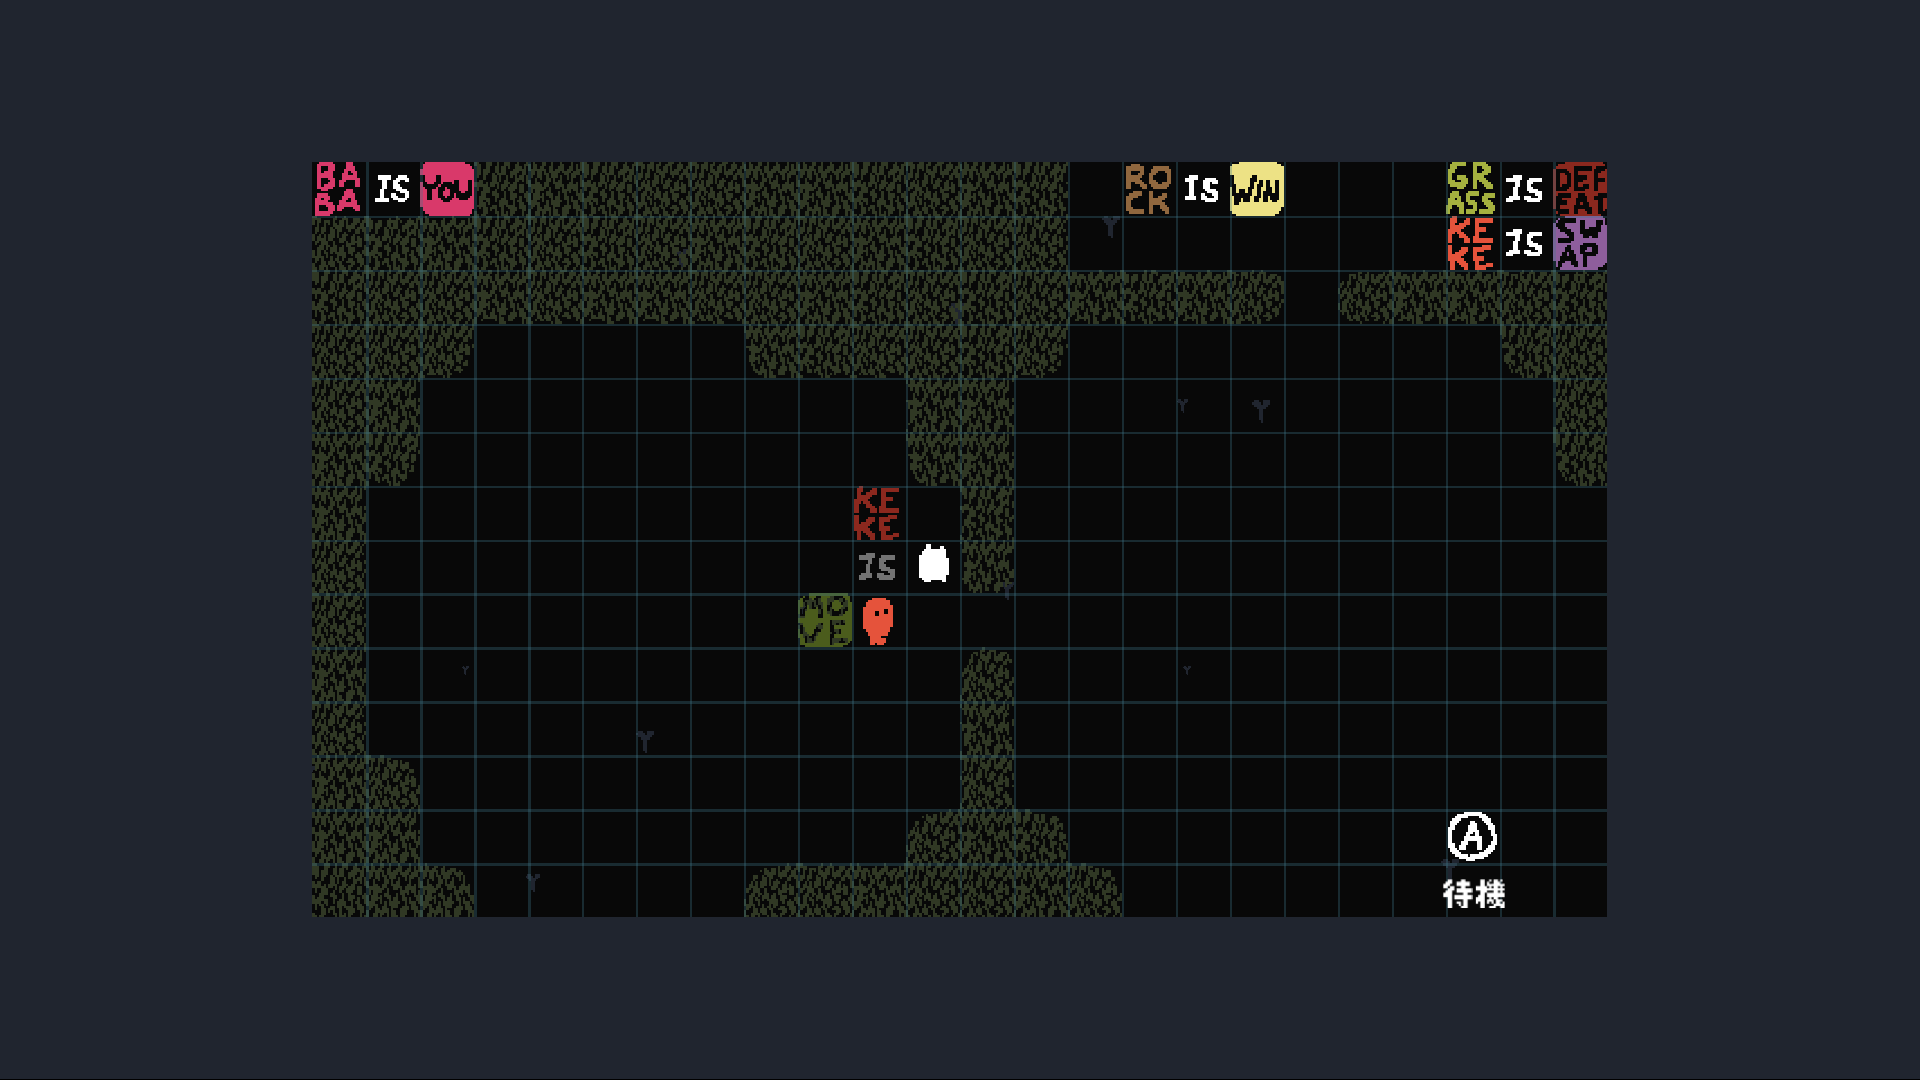 BABA IS YOU ROCK IS WIN GRASS IS DEFEAT
KEKE IS SWAP
KEKE
IS
MOVE
A
待機